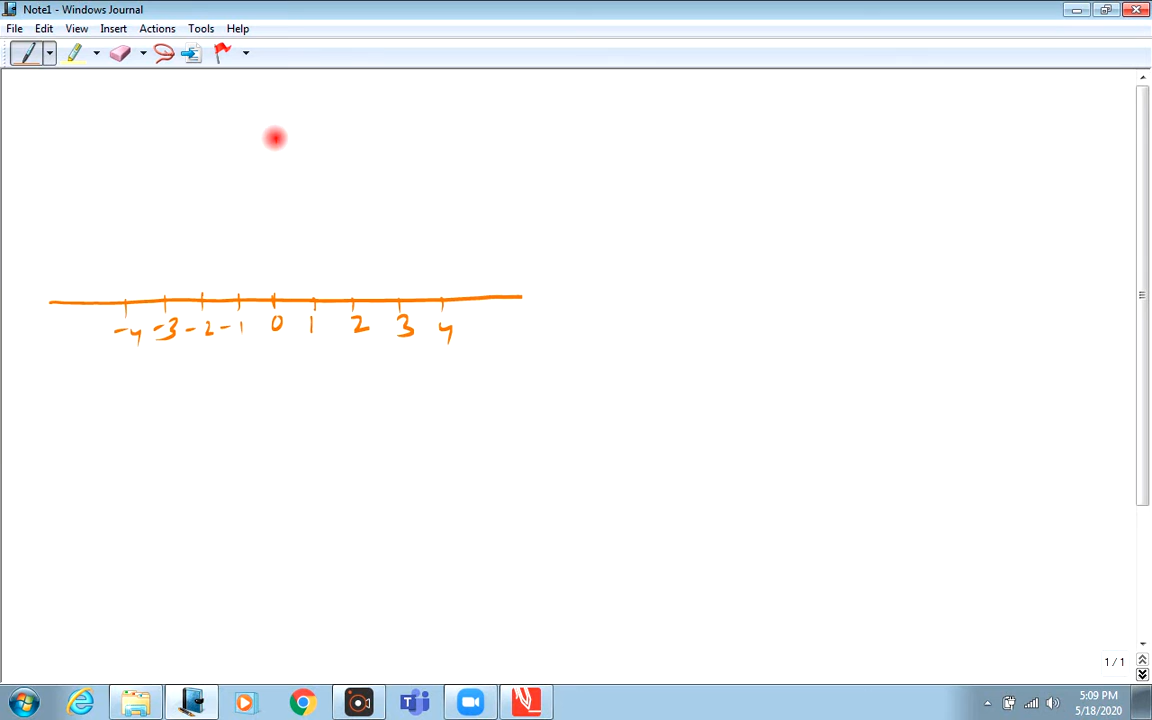 Note1 - Windows Journal
File Edit View Insert Actions Tools Help
-4 -3 -2 -1 0 1 2 3 4
1 / 1
5:09 PM
5/18/2020